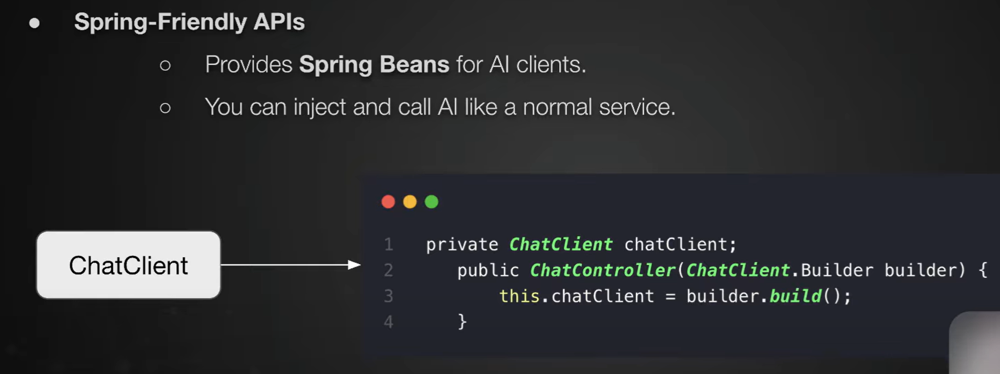 ● Spring-Friendly APIs
○ Provides Spring Beans for AI clients.
○ You can inject and call AI like a normal service.
ChatClient
1 private ChatClient chatClient;
2 public ChatController(ChatClient.Builder builder) {
3 this.chatClient = builder.build();
4 }